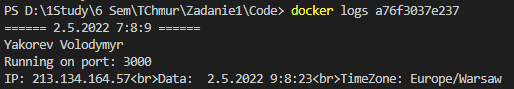 PS D:\1Study\6 Sem\TChmur\Zadanie1\Code> docker logs a76f3037e237
====== 2.5.2022 7:8:9 ======
Yakorev Volodymyr
Running on port: 3000
IP: 213.134.164.57<br>Data:  2.5.2022 9:8:23<br>TimeZone: Europe/Warsaw